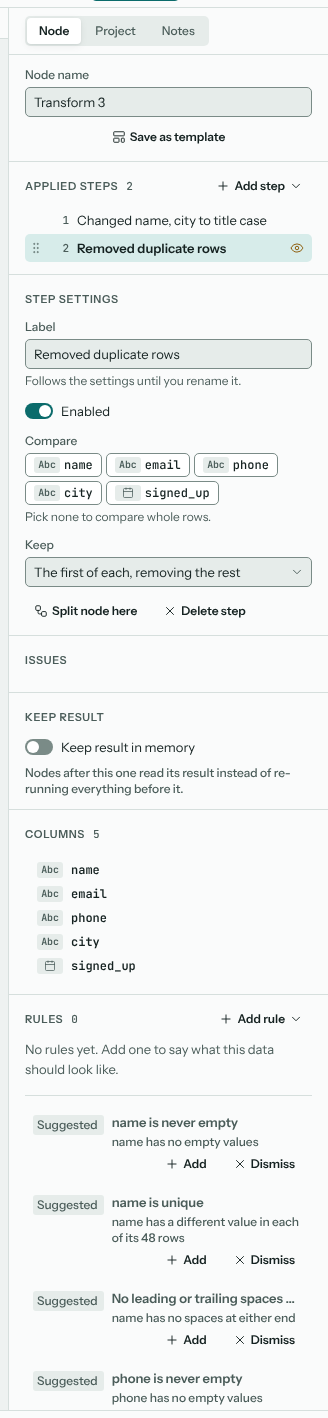 Node Project Notes
Node name
Transform 3
Save as template
APPLIED STEPS 2 Add step
1 Changed name, city to title case
2 Removed duplicate rows
STEP SETTINGS
Label
Removed duplicate rows
Follows the settings until you rename it.
Enabled
Compare
Abc name Abc email Abc phone
Abc city signed_up
Pick none to compare whole rows.
Keep
The first of each, removing the rest
Split node here Delete step
ISSUES
KEEP RESULT
Keep result in memory
Nodes after this one read its result instead of re-
running everything before it.
COLUMNS 5
Abc name
Abc email
Abc phone
Abc city
signed_up
RULES 0 Add rule
No rules yet. Add one to say what this data
should look like.
Suggested name is never empty
name has no empty values
Add Dismiss
Suggested name is unique
name has a different value in each
of its 48 rows
Add Dismiss
Suggested No leading or trailing spaces ...
name has no spaces at either end
Add Dismiss
Suggested phone is never empty
phone has no empty values